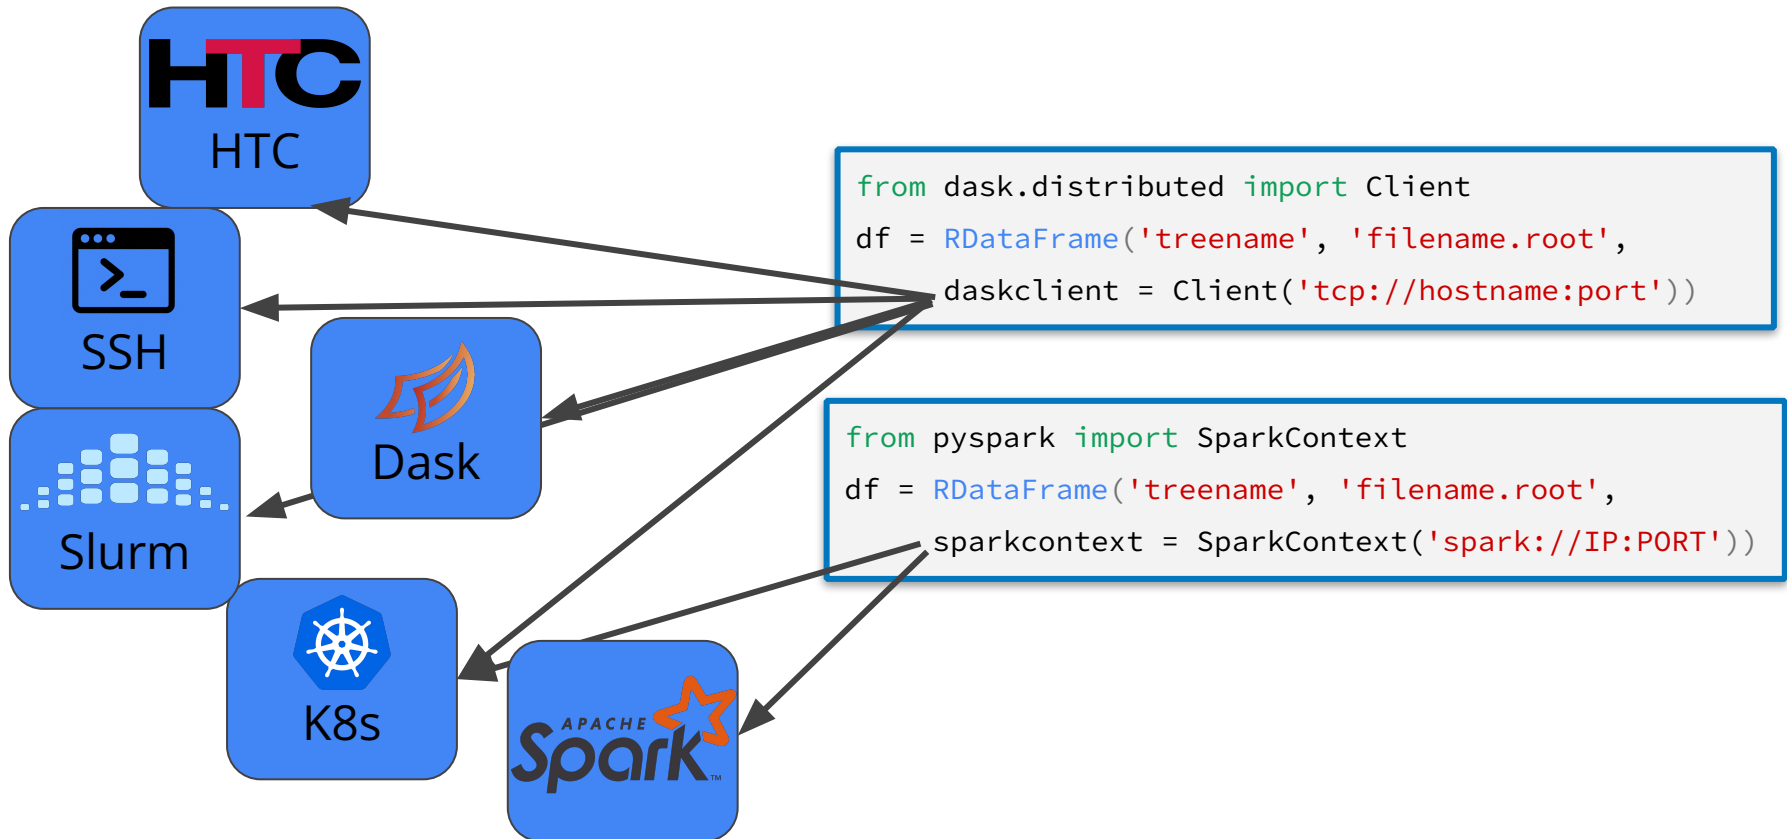 HTC
HTC
SSH
Dask
Slurm
K8s
APACHE
Spark™
from dask.distributed import Client
df = RDataFrame('treename', 'filename.root',
daskclient = Client('tcp://hostname:port'))
from pyspark import SparkContext
df = RDataFrame('treename', 'filename.root',
sparkcontext = SparkContext('spark://IP:PORT'))